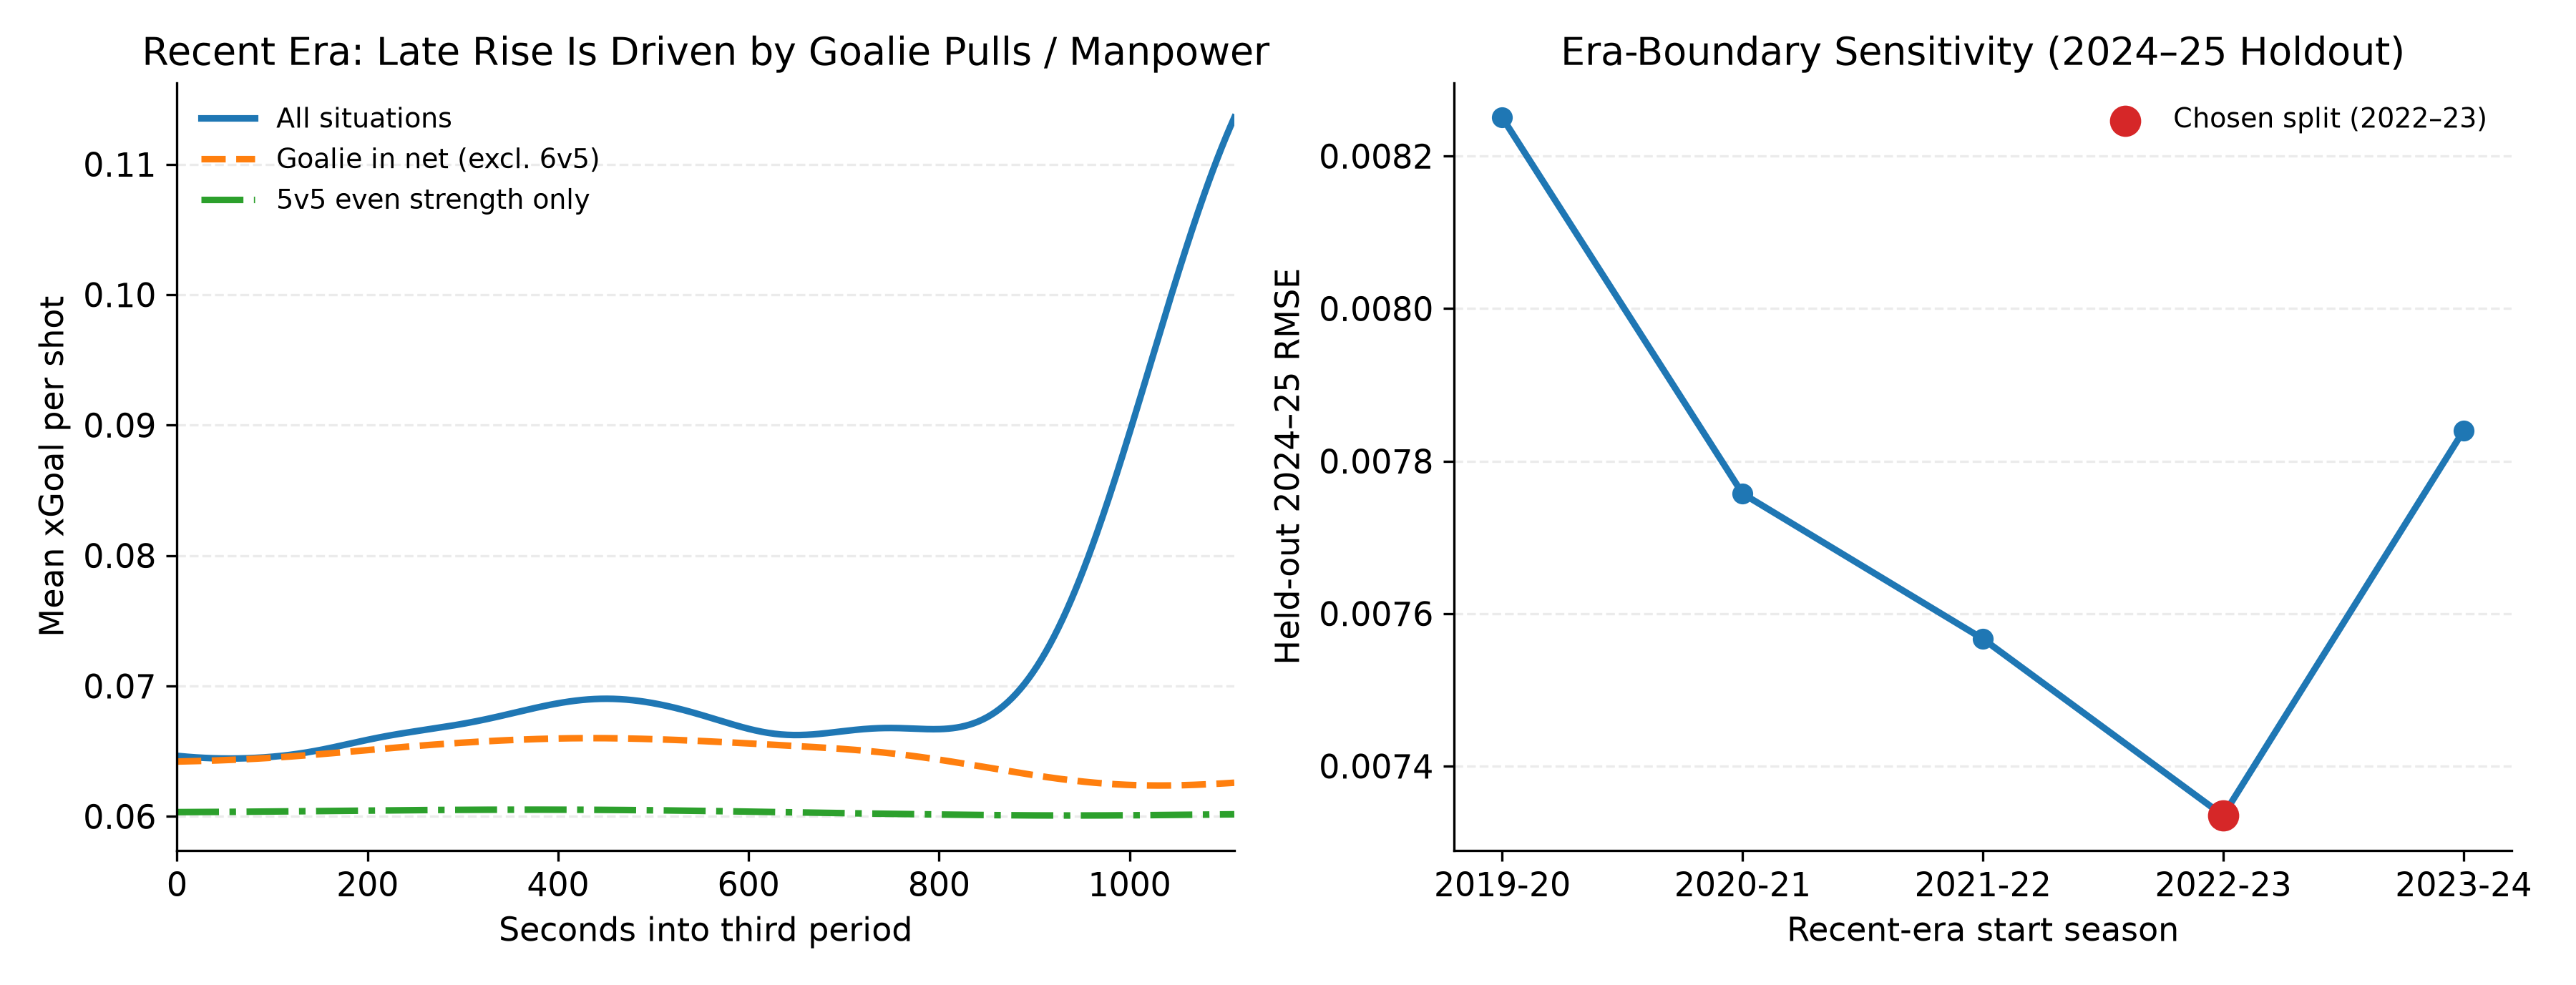 Recent Era: Late Rise Is Driven by Goalie Pulls / Manpower
All situations
Goalie in net (excl. 6v5)
5v5 even strength only
Mean xGoal per shot
0.11
0.10
0.09
0.08
0.07
0.06
0
200
400
600
800
1000
Seconds into third period
Era-Boundary Sensitivity (2024–25 Holdout)
Chosen split (2022–23)
Held-out 2024–25 RMSE
0.0082
0.0080
0.0078
0.0076
0.0074
2019-20
2020-21
2021-22
2022-23
2023-24
Recent-era start season